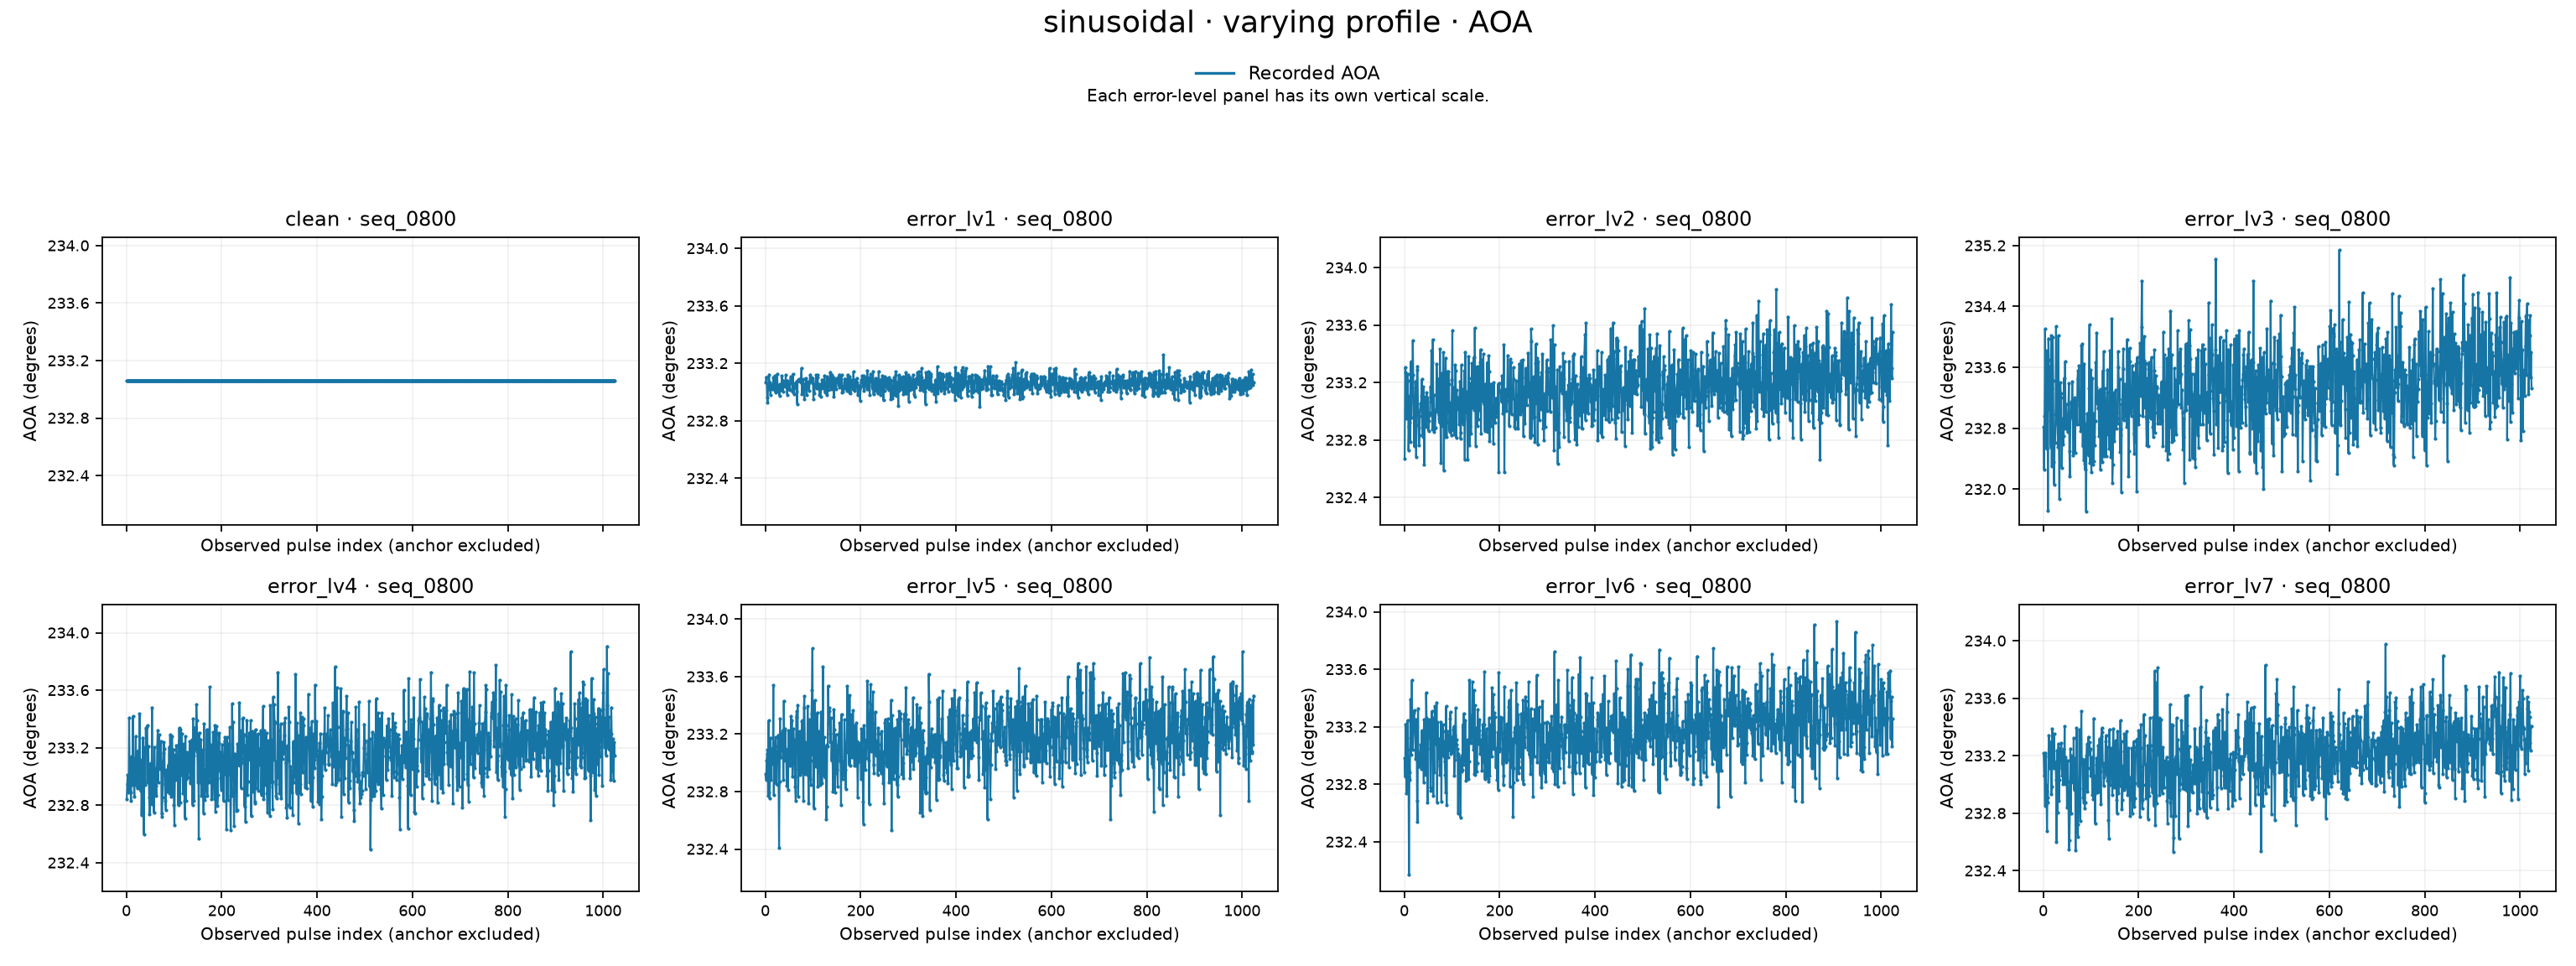 sinusoidal · varying profile · AOA
Recorded AOA
Each error-level panel has its own vertical scale.
clean · seq_0800
234.0
233.6
233.2
232.8
232.4
AOA (degrees)
Observed pulse index (anchor excluded)
error_lv1 · seq_0800
234.0
233.6
233.2
232.8
232.4
AOA (degrees)
Observed pulse index (anchor excluded)
error_lv2 · seq_0800
234.0
233.6
233.2
232.8
232.4
AOA (degrees)
Observed pulse index (anchor excluded)
error_lv3 · seq_0800
235.2
234.4
233.6
232.8
232.0
AOA (degrees)
Observed pulse index (anchor excluded)
error_lv4 · seq_0800
234.0
233.6
233.2
232.8
232.4
AOA (degrees)
0 200 400 600 800 1000
Observed pulse index (anchor excluded)
error_lv5 · seq_0800
234.0
233.6
233.2
232.8
232.4
AOA (degrees)
0 200 400 600 800 1000
Observed pulse index (anchor excluded)
error_lv6 · seq_0800
234.0
233.6
233.2
232.8
232.4
AOA (degrees)
0 200 400 600 800 1000
Observed pulse index (anchor excluded)
error_lv7 · seq_0800
234.0
233.6
233.2
232.8
232.4
AOA (degrees)
0 200 400 600 800 1000
Observed pulse index (anchor excluded)